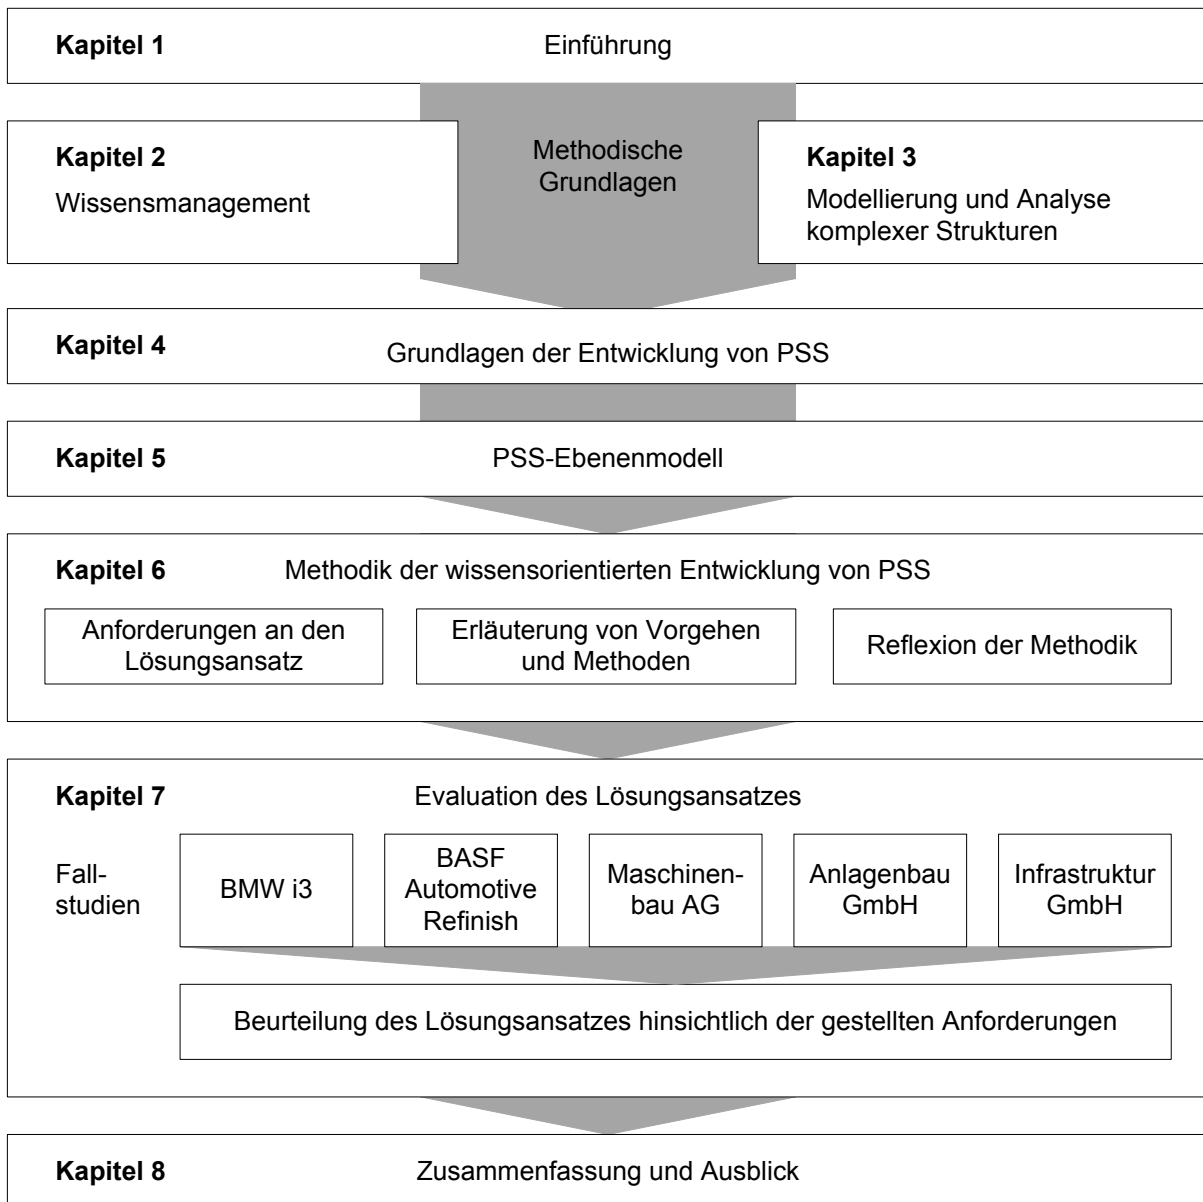 Kapitel 1
Einführung
Kapitel 2
Wissensmanagement
Methodische
Grundlagen
Kapitel 3
Modellierung und Analyse
komplexer Strukturen
Kapitel 4
Grundlagen der Entwicklung von PSS
Kapitel 5
PSS-Ebenenmodell
Kapitel 6
Methodik der wissensorientierten Entwicklung von PSS
Anforderungen an den
Lösungsansatz
Erläuterung von Vorgehen
und Methoden
Reflexion der Methodik
Kapitel 7
Evaluation des Lösungsansatzes
Fall-
studien
BMW i3
BASF
Automotive
Refinish
Maschinen-
bau AG
Anlagenbau
GmbH
Infrastruktur
GmbH
Beurteilung des Lösungsansatzes hinsichtlich der gestellten Anforderungen
Kapitel 8
Zusammenfassung und Ausblick